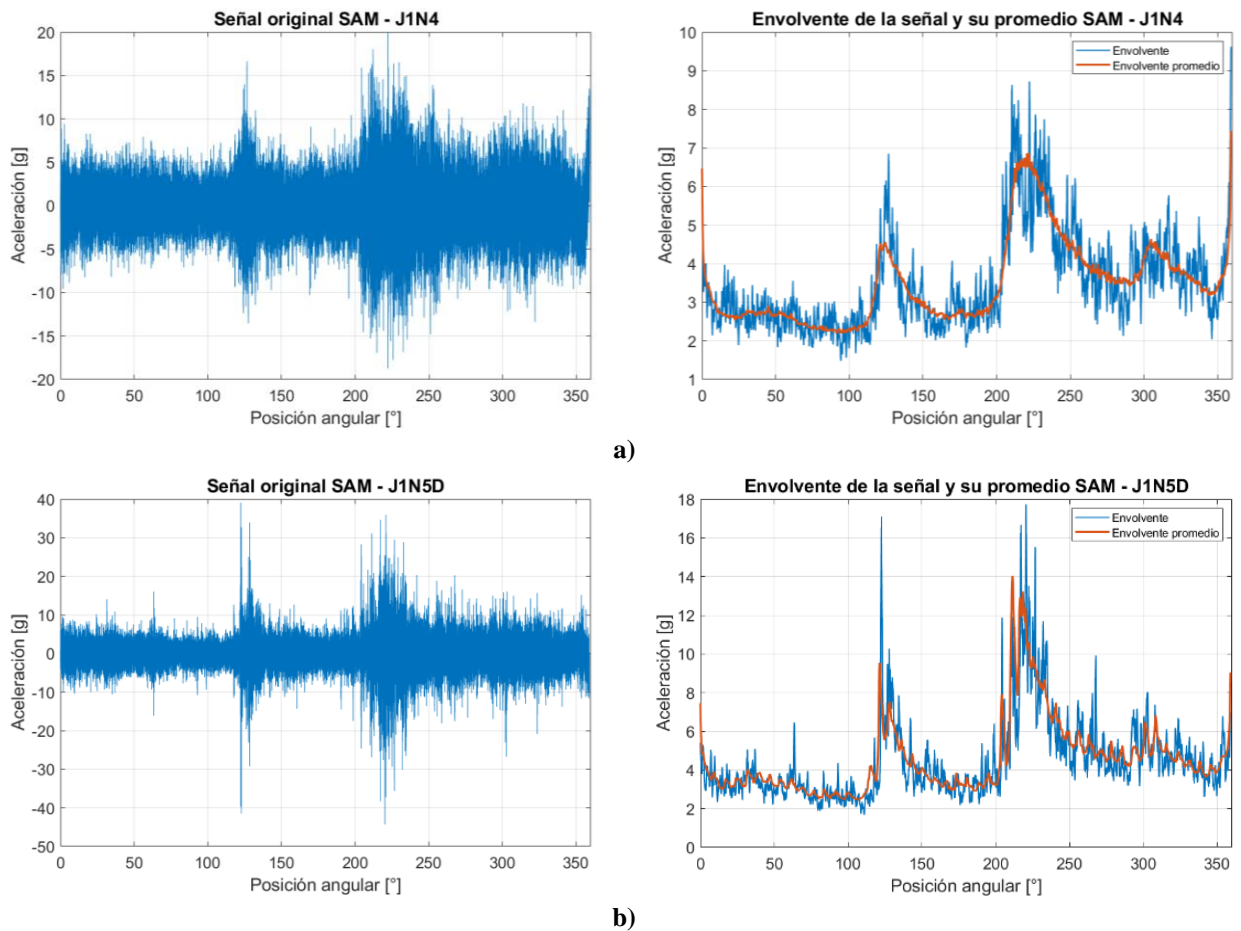 Señal original SAM - J1N4
20
15
10
5
0
-5
-10
-15
-20
Aceleración [g]
0 50 100 150 200 250 300 350
Posición angular [°]
Envolvente de la señal y su promedio SAM - J1N4
10
9
8
7
6
5
4
3
2
1
Aceleración [g]
Envolvente
Envolvente promedio
0 50 100 150 200 250 300 350
Posición angular [°]
a)
Señal original SAM - J1N5D
40
30
20
10
0
-10
-20
-30
-40
-50
Aceleración [g]
0 50 100 150 200 250 300 350
Posición angular [°]
Envolvente de la señal y su promedio SAM - J1N5D
18
16
14
12
10
8
6
4
2
0
Aceleración [g]
Envolvente
Envolvente promedio
0 50 100 150 200 250 300 350
Posición angular [°]
b)